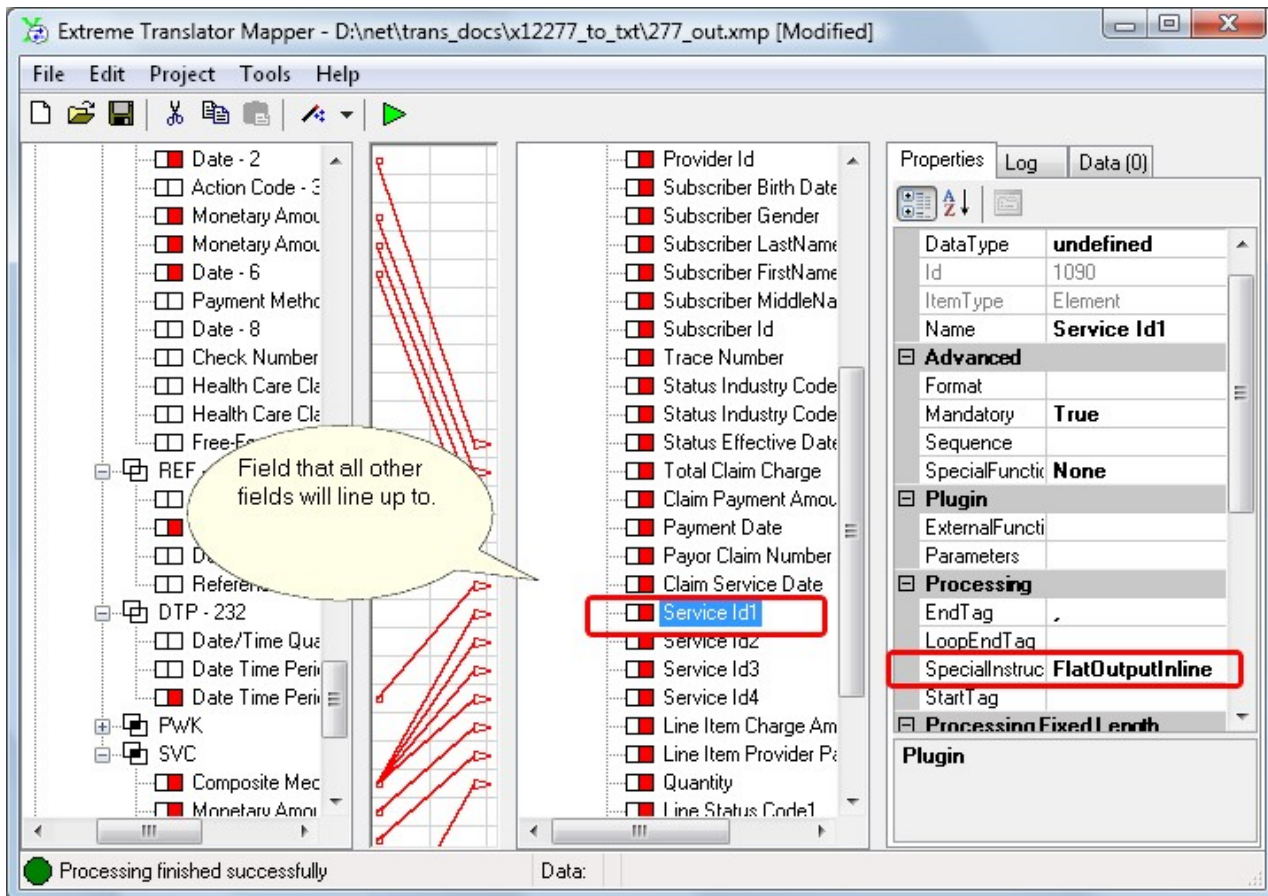 Extreme Translator Mapper - D:\net\trans_docs\x12277_to_txt\277_out.xmp [Modified]
File Edit Project Tools Help
Date - 2
Action Code - 3
Monetary Amou
Monetary Amou
Date - 6
Payment Metho
Date - 8
Check Number
Health Care Cla
Health Care Cla
Free-Fo
REF -
D
Referen
DTP - 232
Date/Time Qua
Date Time Perio
Date Time Perio
PWK
SVC
Composite Med
Monetary Amou
Field that all other
fields will line up to.
Provider Id
Subscriber Birth Date
Subscriber Gender
Subscriber LastName
Subscriber FirstName
Subscriber MiddleNa
Subscriber Id
Trace Number
Status Industry Code
Status Industry Code
Status Effective Date
Total Claim Charge
Claim Payment Amou
Payment Date
Payor Claim Number
Claim Service Date
Service Id1
Service Id2
Service Id3
Service Id4
Line Item Charge Am
Line Item Provider Pa
Quantity
Line Status Code1
Properties Log Data (0)
DataType undefined
Id 1090
ItemType Element
Name Service Id1
Advanced
Format
Mandatory True
Sequence
SpecialFunctic None
Plugin
ExternalFuncti
Parameters
Processing
EndTag ,
LoopEndTag
SpecialInstruc FlatOutputInline
StartTag
Processing Fixed Length
Plugin
Processing finished successfully Data: